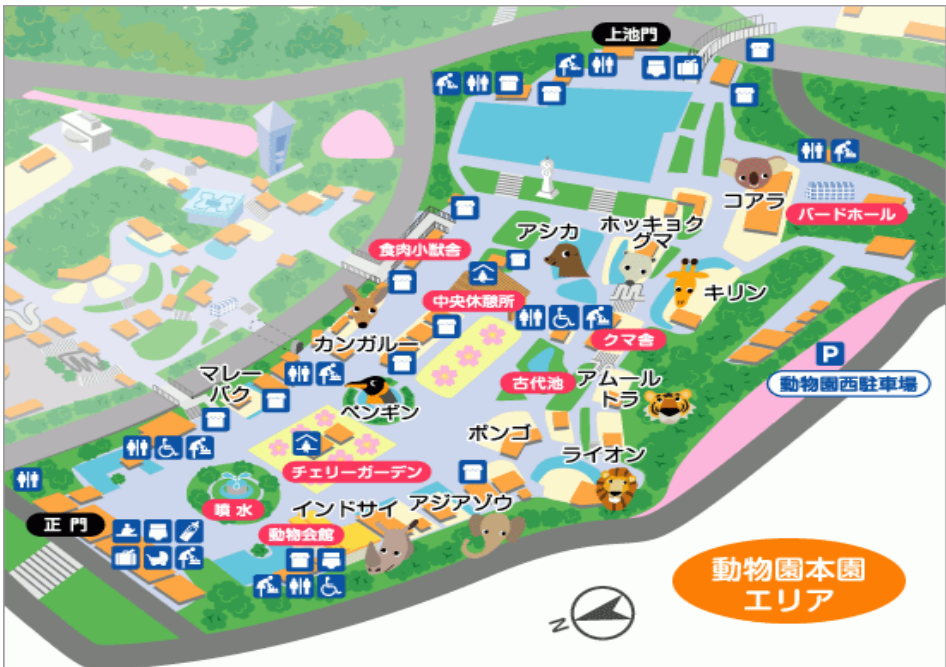 上池門
コアラ
バードホール
アシカ
ホッキョク
グマ
食肉小獣舎
キリン
中央休憩所
カンガルー
クマ舎
P
動物園西駐車場
マレー
バク
ペンギン
古代池
アムール
トラ
ボンゴ
ライオン
チェリーガーデン
噴水
インドサイ
アジアゾウ
正門
動物会館
動物園本園
エリア
N